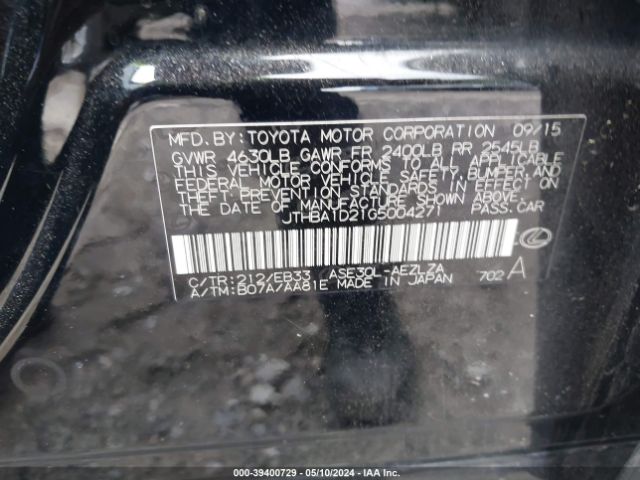 MFD. BY: TOYOTA MOTOR CORPORATION 09/15
GVWR 4630LB GAWR FR 2400LB RR 2545LB
THIS VEHICLE CONFORMS TO ALL APPLICABLE
FEDERAL MOTOR VEHICLE SAFETY, BUMPER, AND
THEFT PREVENTION STANDARDS IN EFFECT ON
THE DATE OF MANUFACTURE SHOWN ABOVE.
JTHBA1D21G5004271 PASS.CAR
C/TR:212/EB33 ASE30L-AEZLZA
A/TM:B07A/AA81E MADE IN JAPAN 702 A
000-39400729 - 05/10/2024 - IAA Inc.